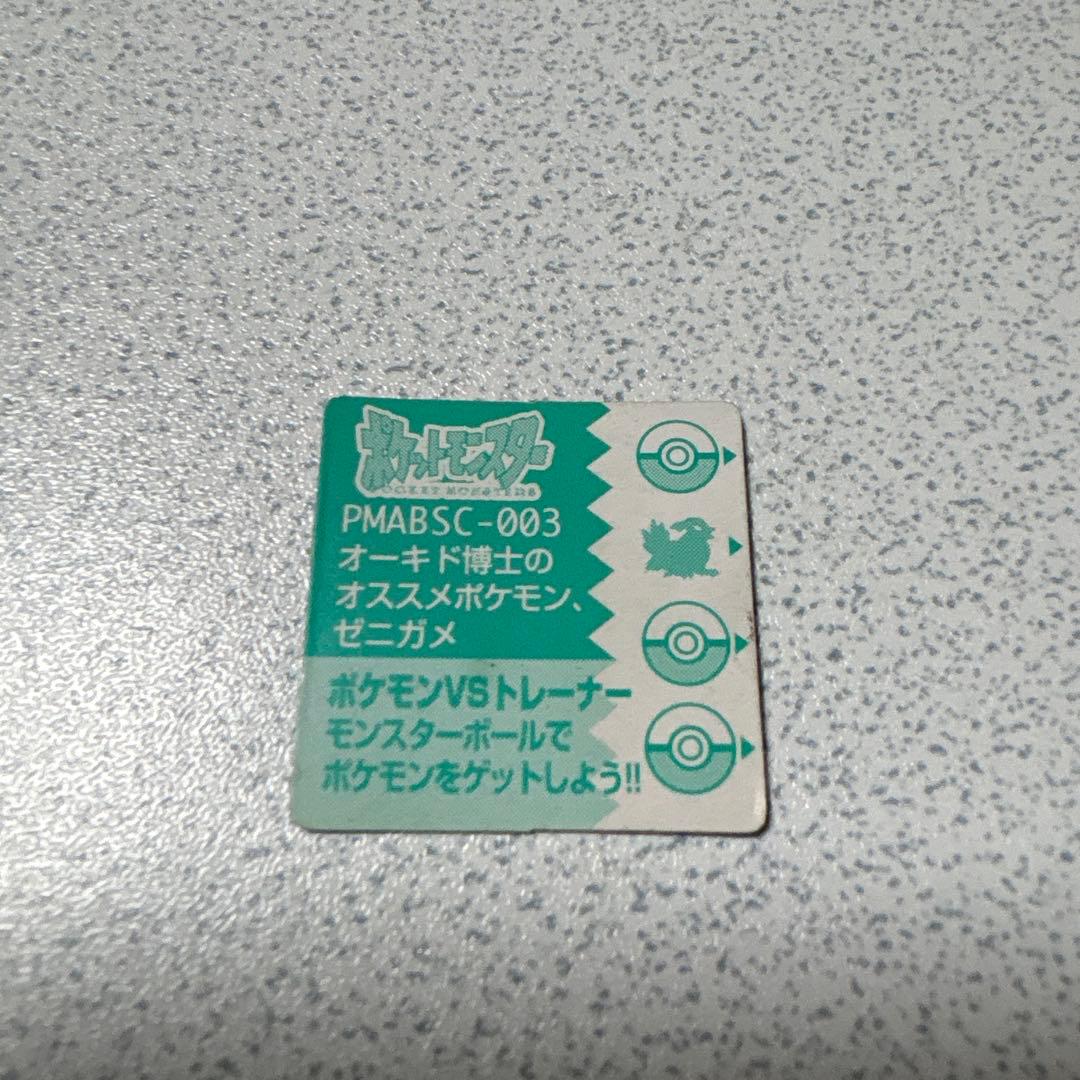 ポケットモンスター
POCKET MONSTERS
PMABSC-003
オーキド博士の
オススメポケモン、
ゼニガメ
ポケモンVSトレーナー
モンスターボールで
ポケモンをゲットしよう!!